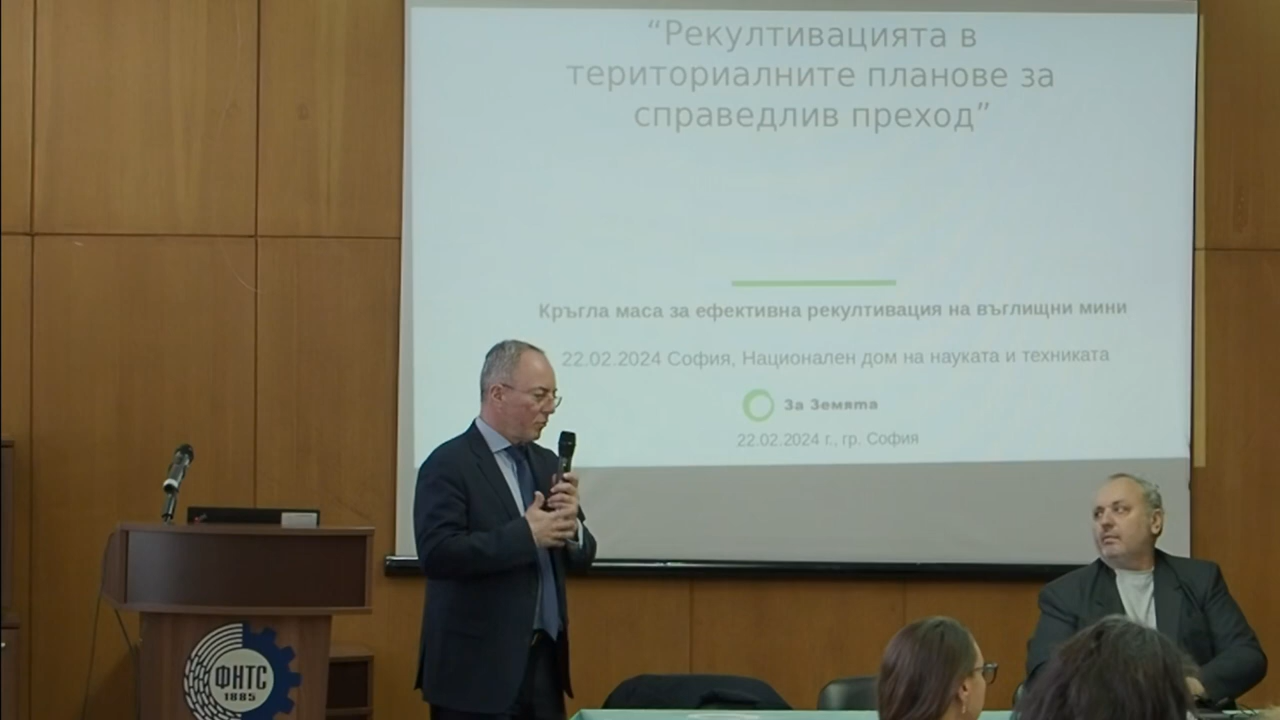 “Рекултивацията в
териториалните планове за
справедлив преход”
Кръгла маса за ефективна рекултивация на въглищни мини
22.02.2024 София, Национален дом на науката и техниката
За Земята
22.02.2024 г., гр. София
ФНТС
1885